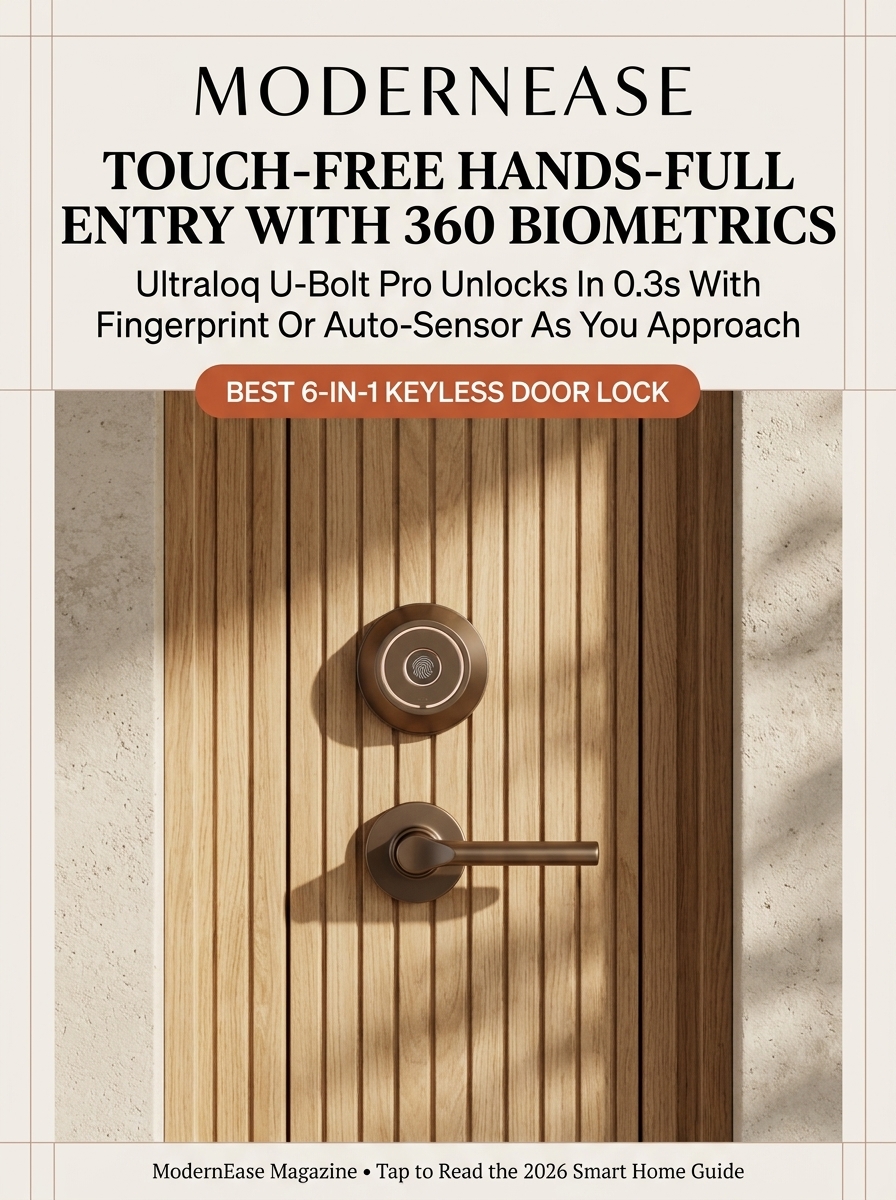 MODERNEASE
TOUCH-FREE HANDS-FULL
ENTRY WITH 360 BIOMETRICS
Ultraloq U-Bolt Pro Unlocks In 0.3s With
Fingerprint Or Auto-Sensor As You Approach
BEST 6-IN-1 KEYLESS DOOR LOCK
ModernEase Magazine • Tap to Read the 2026 Smart Home Guide